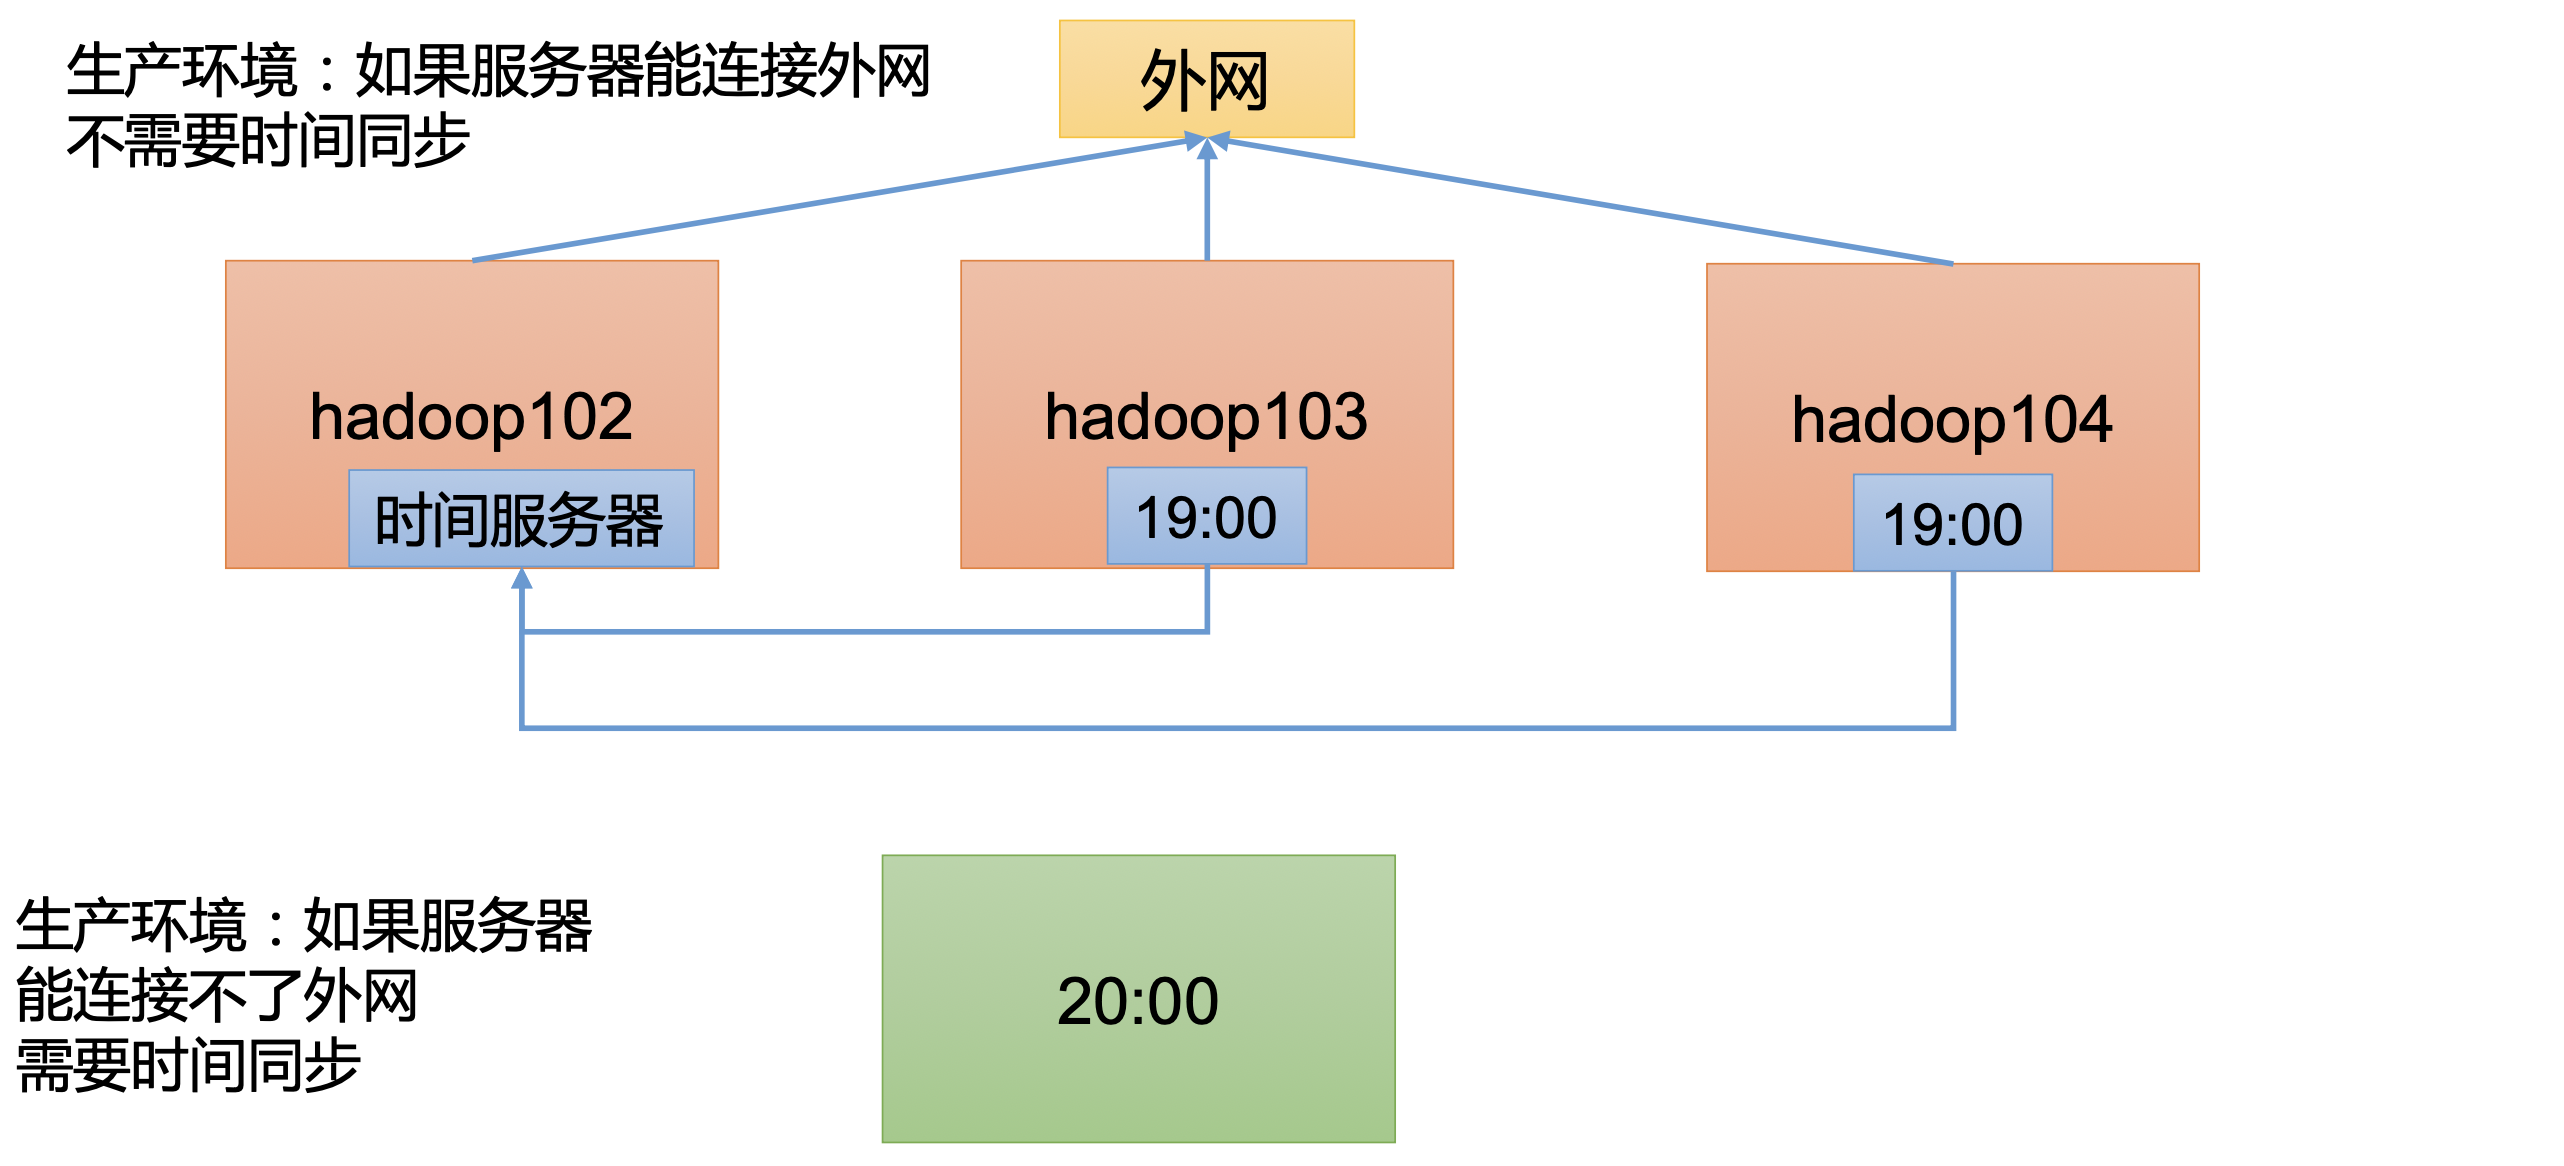 生产环境：如果服务器能连接外网
不需要时间同步
外网
hadoop102
时间服务器
hadoop103
19:00
hadoop104
19:00
生产环境：如果服务器
能连接不了外网
需要时间同步
20:00